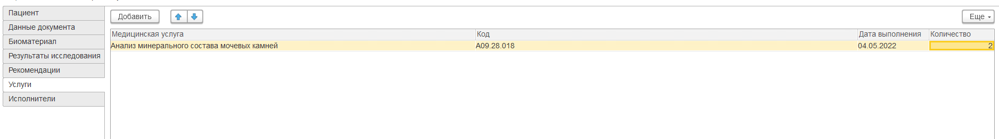 Пациент
Данные документа
Биоматериал
Результаты исследования
Рекомендации
Услуги
Исполнители
Добавить
Еще
Медицинская услуга Код Дата выполнения Количество
Анализ минерального состава мочевых камней A09.28.018 04.05.2022 2